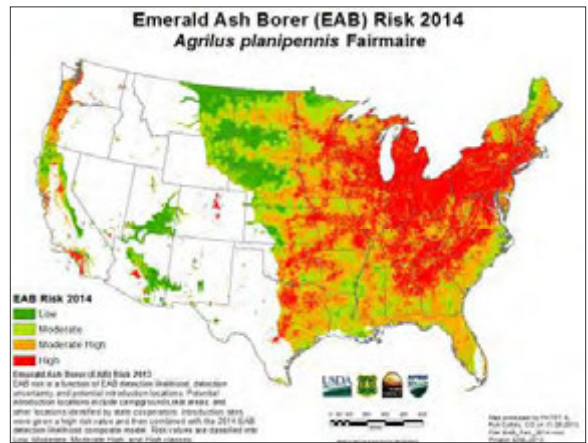 Emerald Ash Borer (EAB) Risk 2014
Agrilus planipennis Fairmaire
EAB Risk 2014
Low
Moderate
Moderate High
High
Emerald Ash Borer (EAB) Risk 2013
EAB risk is a function of EAB detection likelihood, detection
uncertainty, and potential introduction locations. Potential
introduction locations include campgrounds, risk areas, and
other locations identified by state cooperators. Introduction sites
were given a high risk value and then combined with the 2014 EAB
detection likelihood composite model. Risk values are classified into
Low, Moderate, Moderate High, and High classes.
USDA